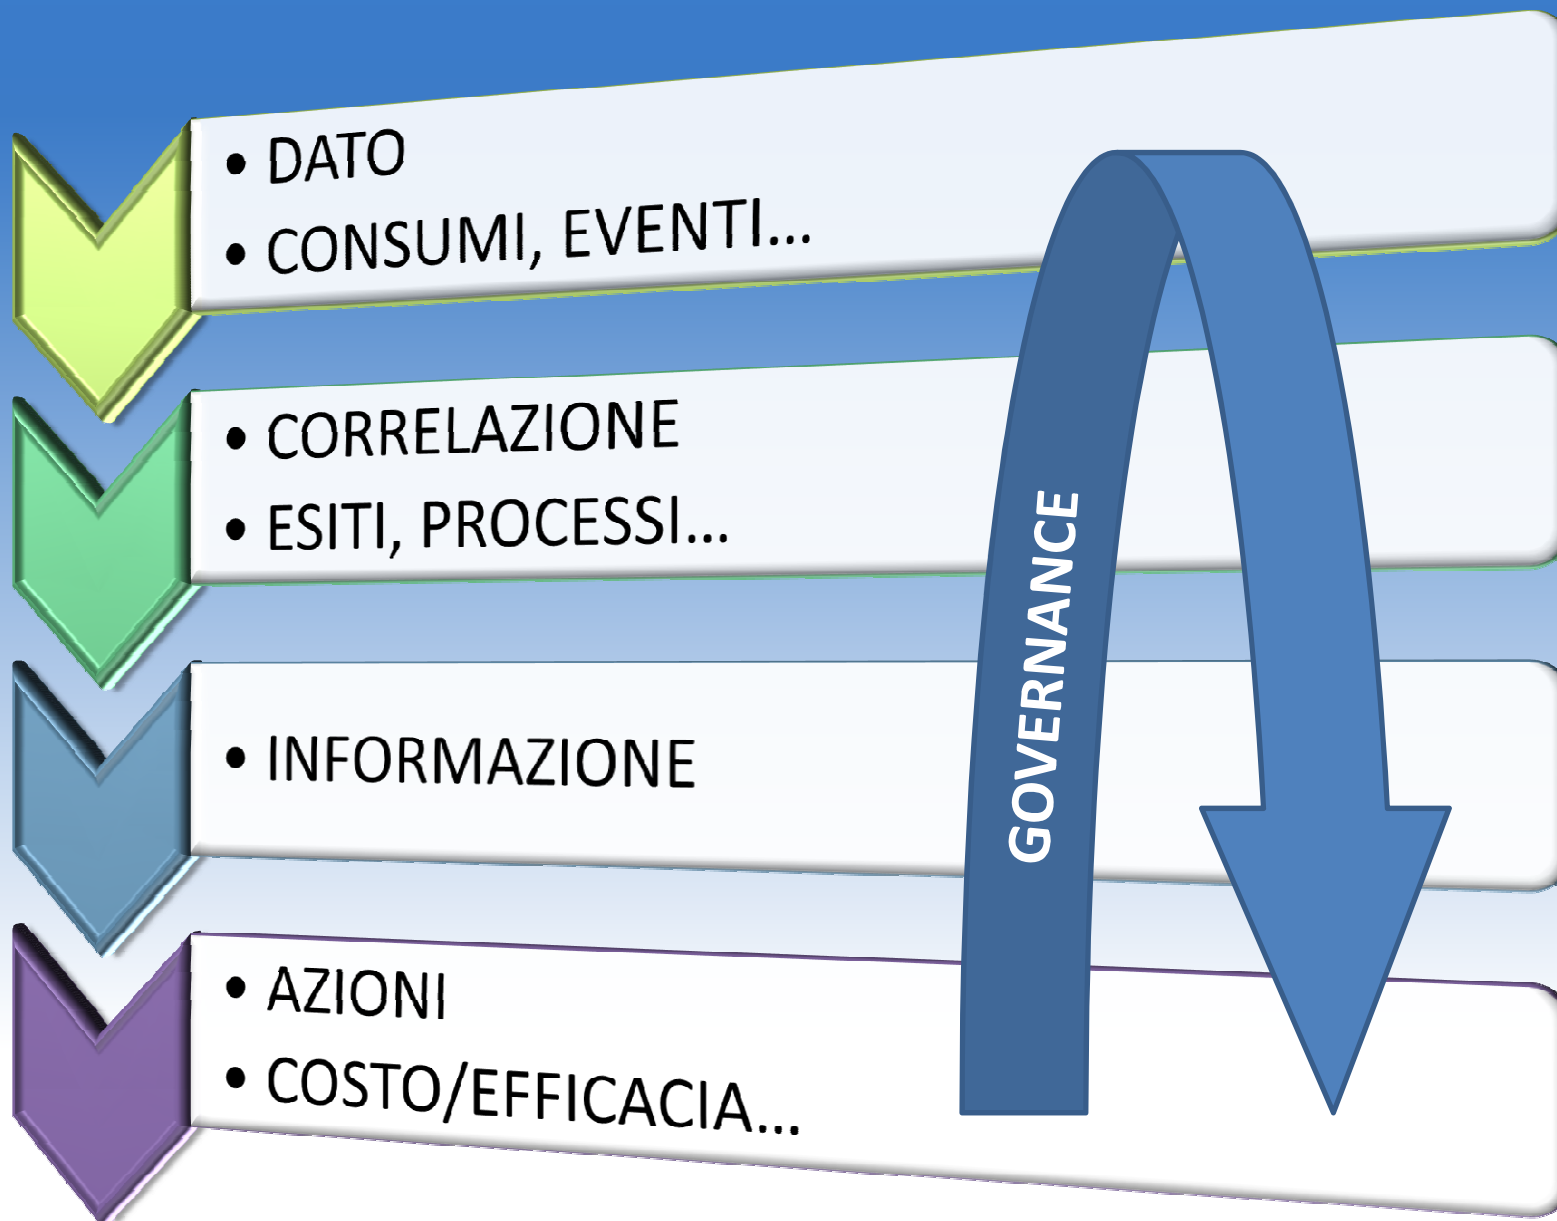 • DATO
• CONSUMI, EVENTI...
• CORRELAZIONE
• ESITI, PROCESSI...
• INFORMAZIONE
• AZIONI
• COSTO/EFFICACIA...
GOVERNANCE